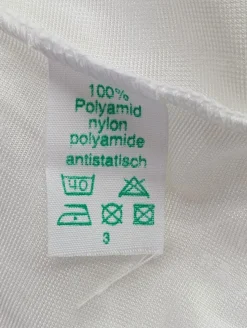 100%
Polyamid
nylon
polyamide
antistatisch
40
3